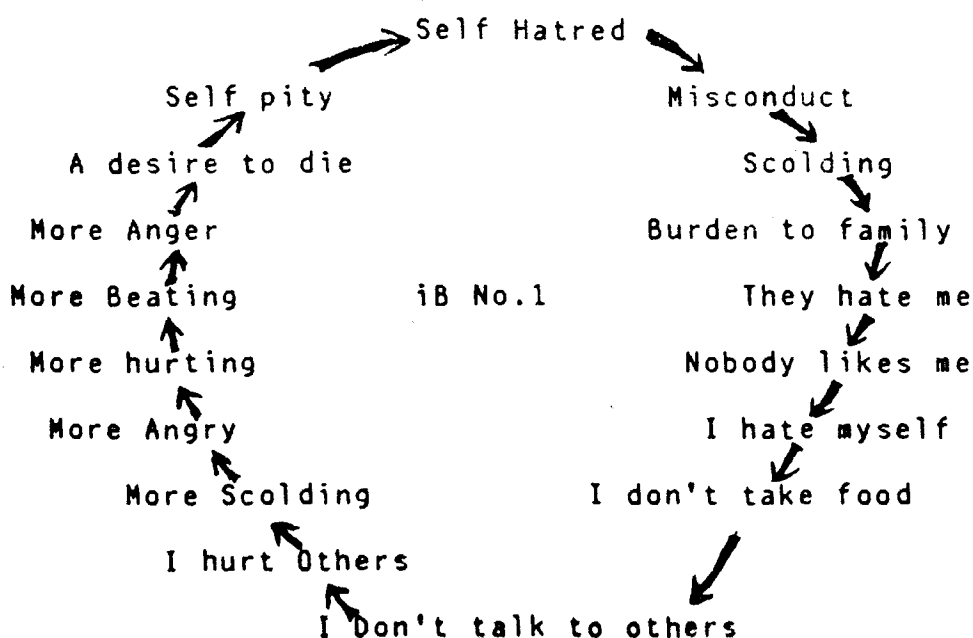 Self Hatred
Self pity Misconduct
A desire to die Scolding
More Anger Burden to family
More Beating iB No.1 They hate me
More hurting Nobody likes me
More Angry I hate myself
More Scolding I don't take food
I hurt Others
I Don't talk to others